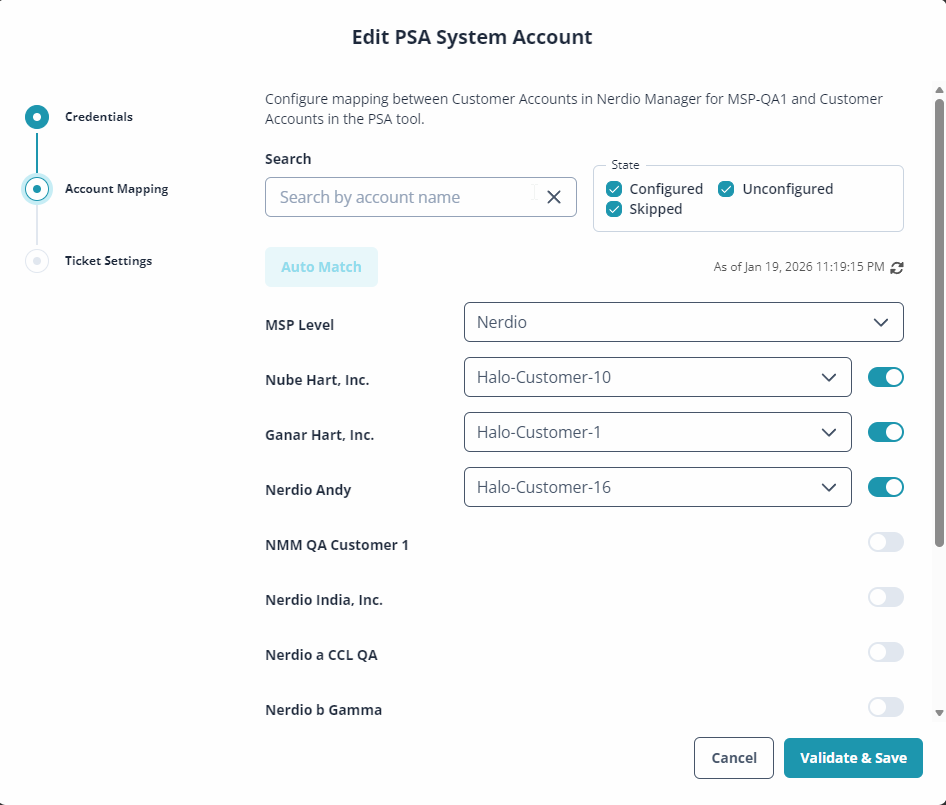 Edit PSA System Account
Credentials
Account Mapping
Ticket Settings
Configure mapping between Customer Accounts in Nerdio Manager for MSP-QA1 and Customer
Accounts in the PSA tool.
Search
Search by account name
State
Configured
Unconfigured
Skipped
Auto Match
As of Jan 19, 2026 11:19:15 PM
MSP Level
Nerdio
Nube Hart, Inc.
Halo-Customer-10
Ganar Hart, Inc.
Halo-Customer-1
Nerdio Andy
Halo-Customer-16
NMM QA Customer 1
Nerdio India, Inc.
Nerdio a CCL QA
Nerdio b Gamma
Cancel
Validate & Save